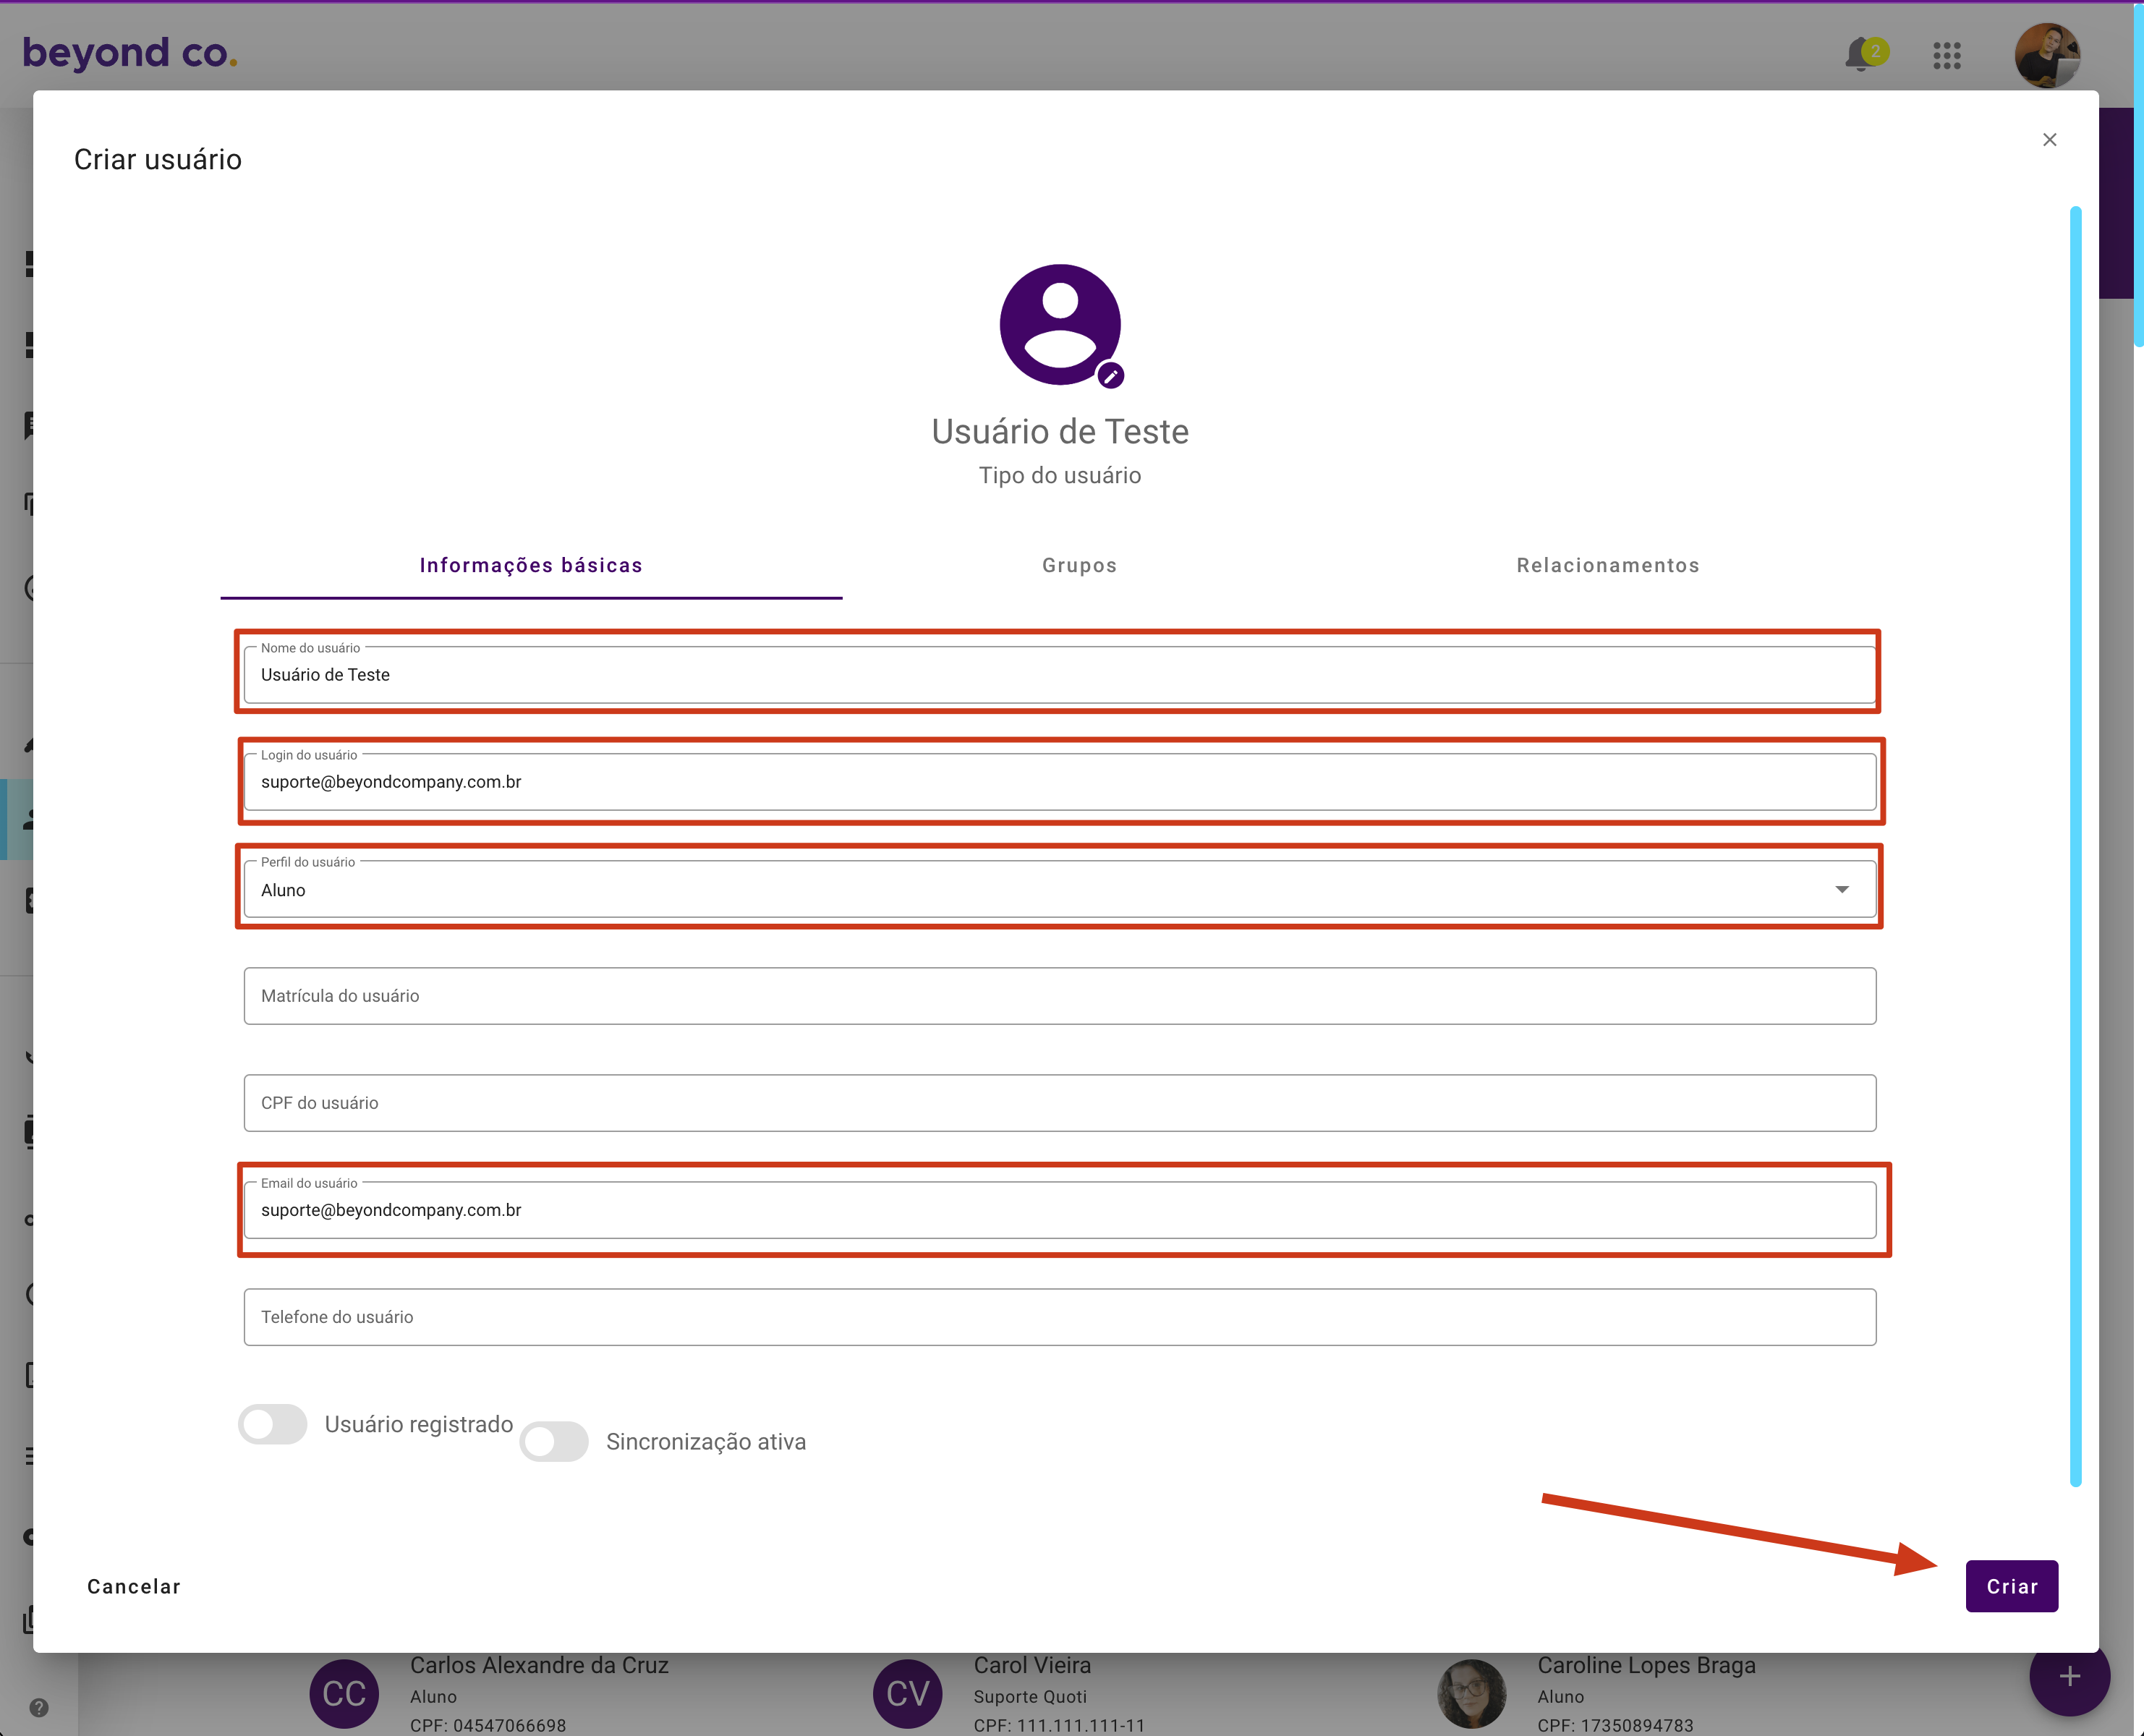 beyond co.
2
Criar usuário
Usuário de Teste
Tipo do usuário
Informações básicas
Grupos
Relacionamentos
Nome do usuário
Usuário de Teste
Login do usuário
suporte@beyondcompany.com.br
Perfil do usuário
Aluno
Matrícula do usuário
CPF do usuário
Email do usuário
suporte@beyondcompany.com.br
Telefone do usuário
Usuário registrado
Sincronização ativa
Cancelar
Criar
CC
Carlos Alexandre da Cruz
Aluno
CPF: 04547066698
CV
Carol Vieira
Suporte Quoti
CPF: 111.111.111-11
Caroline Lopes Braga
Aluno
CPF: 17350894783